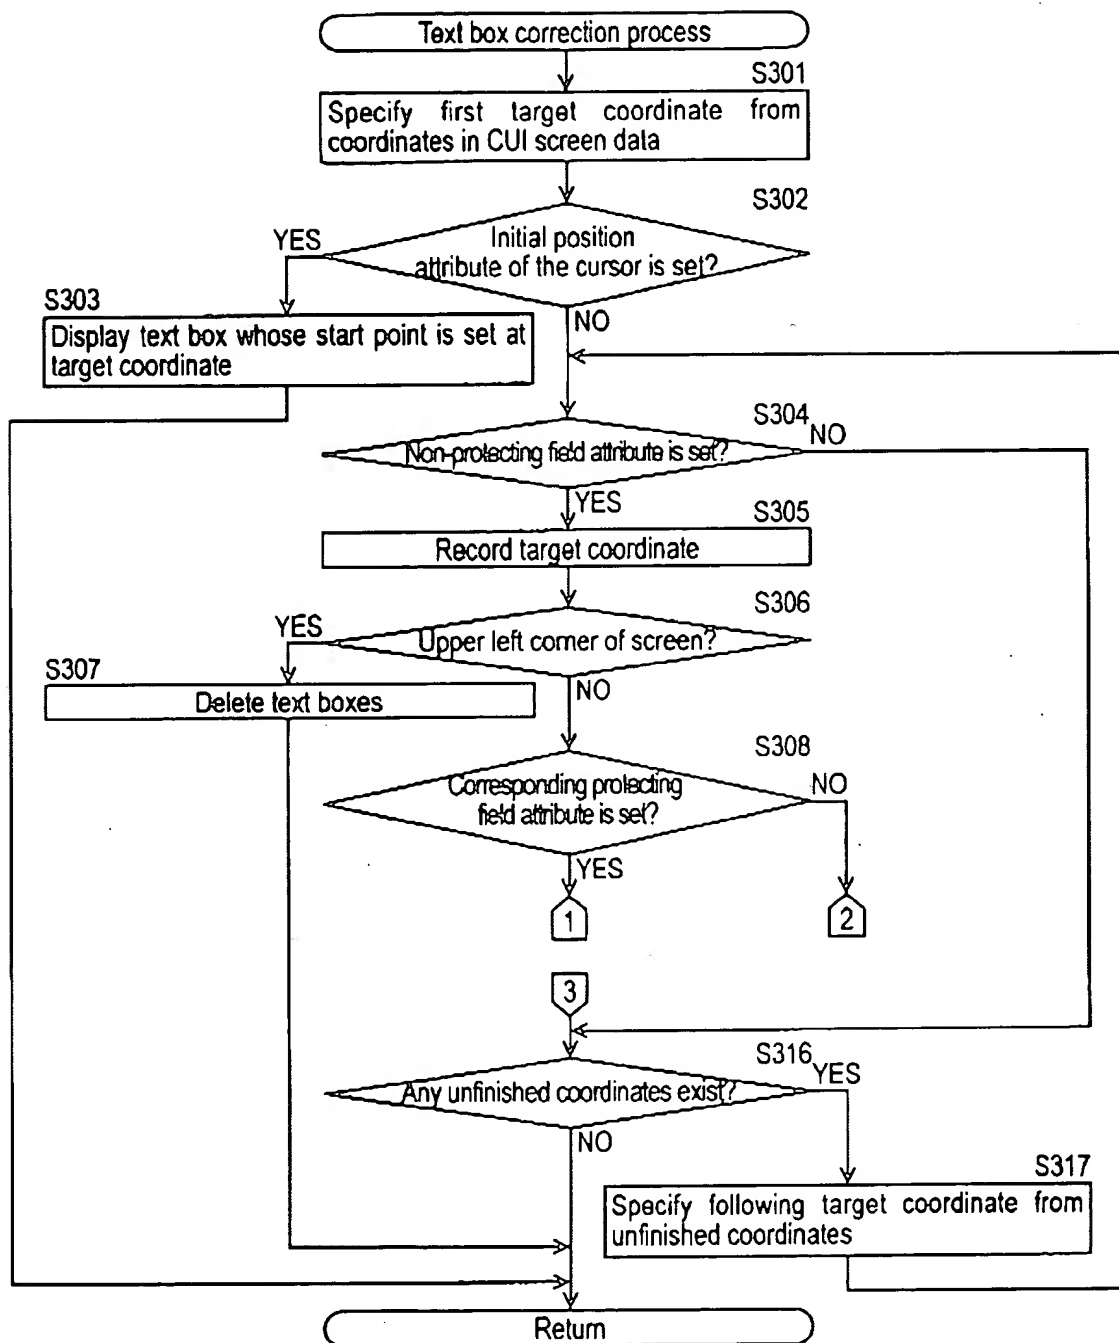 Text box correction process
S301
Specify first target coordinate from
coordinates in CUI screen data
S302
Initial position
attribute of the cursor is set?
YES
NO
S303
Display text box whose start point is set at
target coordinate
S304
Non-protecting field attribute is set?
NO
YES
S305
Record target coordinate
S306
Upper left corner of screen?
YES
NO
S307
Delete text boxes
S308
Corresponding protecting
field attribute is set?
NO
YES
1
2
3
S316
Any unfinished coordinates exist?
YES
NO
S317
Specify following target coordinate from
unfinished coordinates
Return